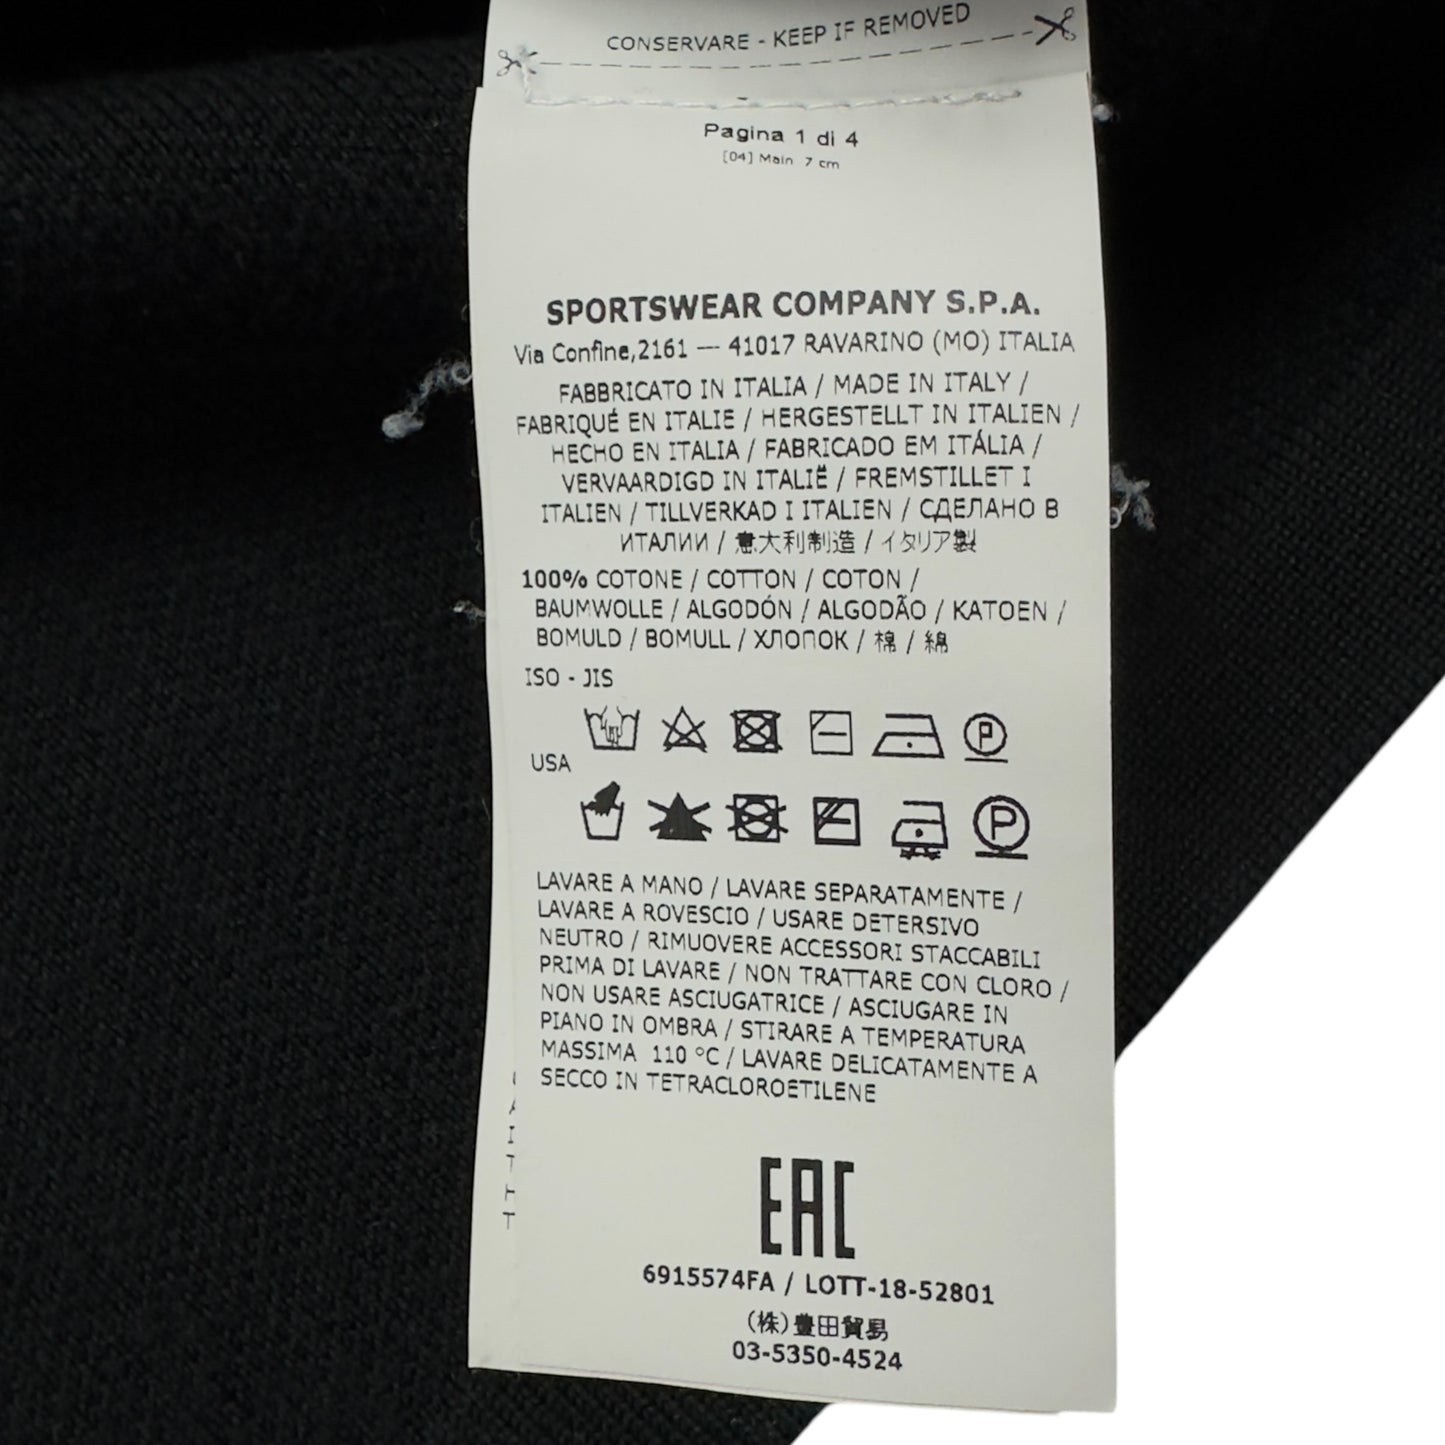 CONSERVARE - KEEP IF REMOVED
Pagina 1 di 4
[04] Main 7 cm
SPORTSWEAR COMPANY S.P.A.
Via Confine,2161 — 41017 RAVARINO (MO) ITALIA
FABBRICATO IN ITALIA / MADE IN ITALY /
FABRIQUÉ EN ITALIE / HERGESTELLT IN ITALIEN /
HECHO EN ITALIA / FABRICADO EM ITÁLIA /
VERVAARDIGD IN ITALIË / FREMSTILLET I
ITALIEN / TILLVERKAD I ITALIEN / СДЕЛАНО В
ИТАЛИИ / 意大利制造 / イタリア製
100% COTONE / COTTON / COTON /
BAUMWOLLE / ALGODÓN / ALGODÃO / KATOEN /
BOMULD / BOMULL / ХЛОПОК / 棉 / 綿
ISO - JIS
P
USA
P
LAVARE A MANO / LAVARE SEPARATAMENTE /
LAVARE A ROVESCIO / USARE DETERSIVO
NEUTRO / RIMUOVERE ACCESSORI STACCABILI
PRIMA DI LAVARE / NON TRATTARE CON CLORO /
NON USARE ASCIUGATRICE / ASCIUGARE IN
PIANO IN OMBRA / STIRARE A TEMPERATURA
MASSIMA 110 °C / LAVARE DELICATAMENTE A
SECCO IN TETRACLOROETILENE
EAC
6915574FA / LOTT-18-52801
(株)豊田貿易
03-5350-4524